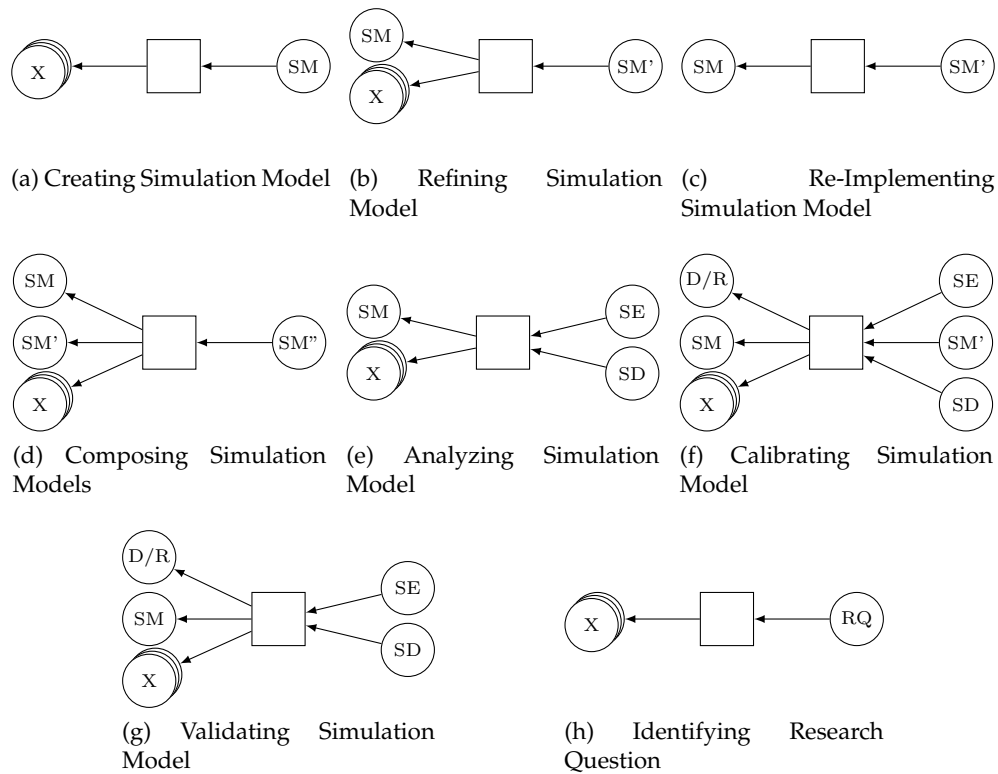 X
SM
SM
X
SM'
SM
SM'
(a) Creating Simulation Model
(b) Refining Simulation
Model
(c) Re-Implementing
Simulation Model
SM
SM'
X
SM"
SM
X
SE
SD
D/R
SM
X
SE
SM'
SD
(d) Composing Simulation
Models
(e) Analyzing Simulation
Model
(f) Calibrating Simulation
Model
D/R
SM
X
SE
SD
X
RQ
(g) Validating Simulation
Model
(h) Identifying Research
Question